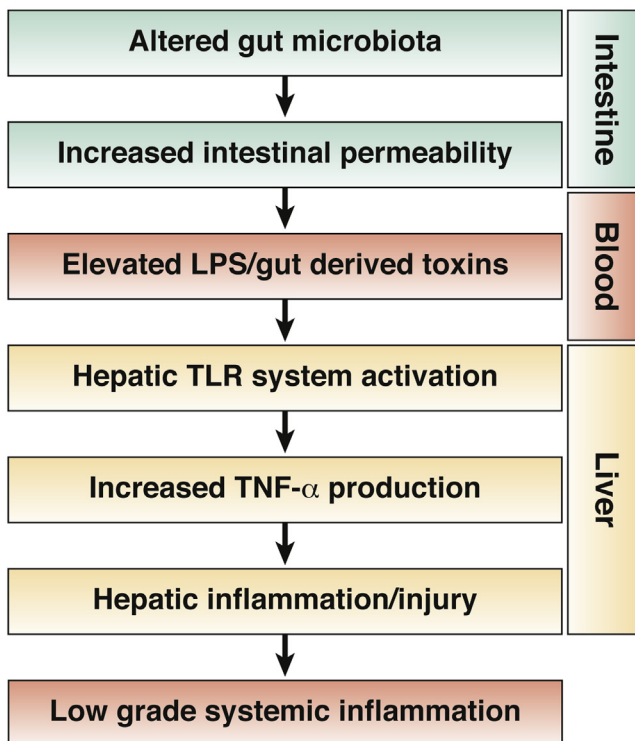 Altered gut microbiota
Intestine
Increased intestinal permeability
Blood
Elevated LPS/gut derived toxins
Liver
Hepatic TLR system activation
Increased TNF-α production
Hepatic inflammation/injury
Low grade systemic inflammation